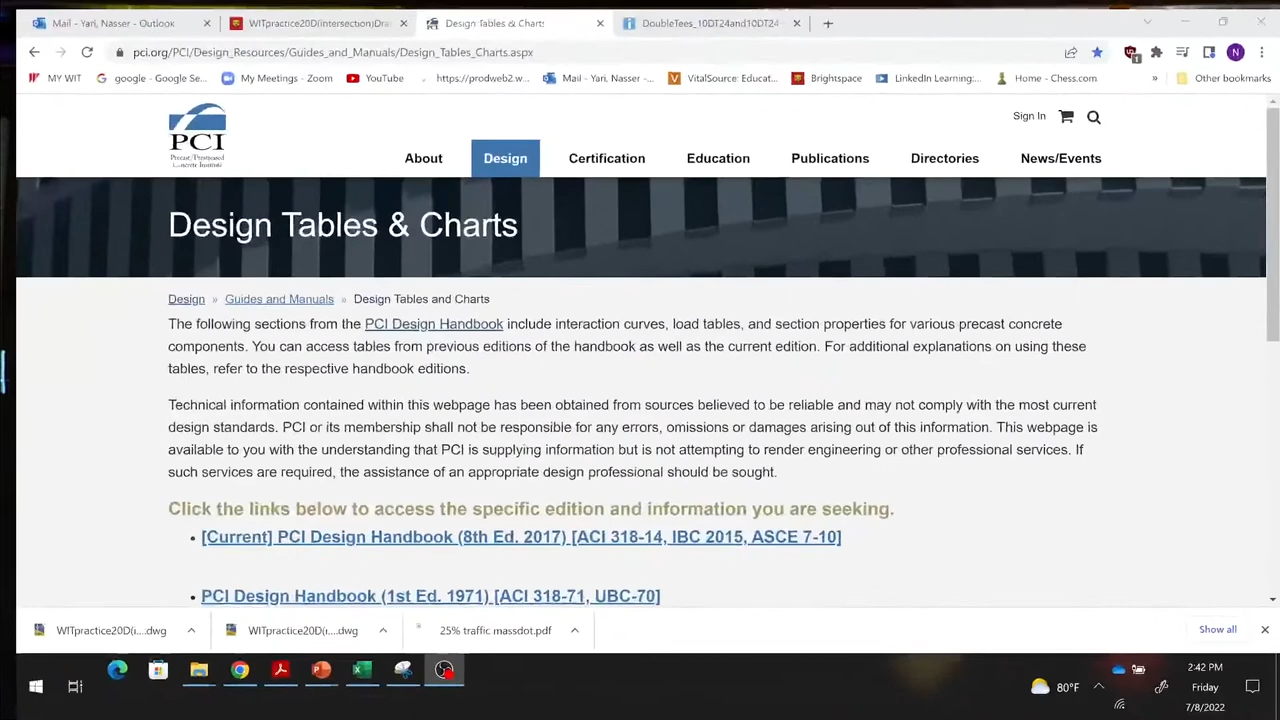 Mail - Yari, Nasser - Outlook
WITpractice20D(intersection)Dra
Design Tables & Charts
DoubleTees_10DT24and10DT24-
pci.org/PCI/Design_Resources/Guides_and_Manuals/Design_Tables_Charts.aspx
N
MY WIT
google - Google Se...
My Meetings - Zoom
YouTube
https://prodweb2.w...
Mail - Yari, Nasser -...
VitalSource: Educat...
Brightspace
LinkedIn Learning:...
Home - Chess.com
»
Other bookmarks
Sign In
PCI
Precast/Prestressed
Concrete Institute
About
Design
Certification
Education
Publications
Directories
News/Events
Design Tables & Charts
Design » Guides and Manuals » Design Tables and Charts
The following sections from the PCI Design Handbook include interaction curves, load tables, and section properties for various precast concrete
components. You can access tables from previous editions of the handbook as well as the current edition. For additional explanations on using these
tables, refer to the respective handbook editions.
Technical information contained within this webpage has been obtained from sources believed to be reliable and may not comply with the most current
design standards. PCI or its membership shall not be responsible for any errors, omissions or damages arising out of this information. This webpage is
available to you with the understanding that PCI is supplying information but is not attempting to render engineering or other professional services. If
such services are required, the assistance of an appropriate design professional should be sought.
Click the links below to access the specific edition and information you are seeking.
• [Current] PCI Design Handbook (8th Ed. 2017) [ACI 318-14, IBC 2015, ASCE 7-10]
• PCI Design Handbook (1st Ed. 1971) [ACI 318-71, UBC-70]
WITpractice20D(i....dwg
WITpractice20D(i....dwg
25% traffic massdot.pdf
Show all
80°F
2:42 PM
Friday
7/8/2022